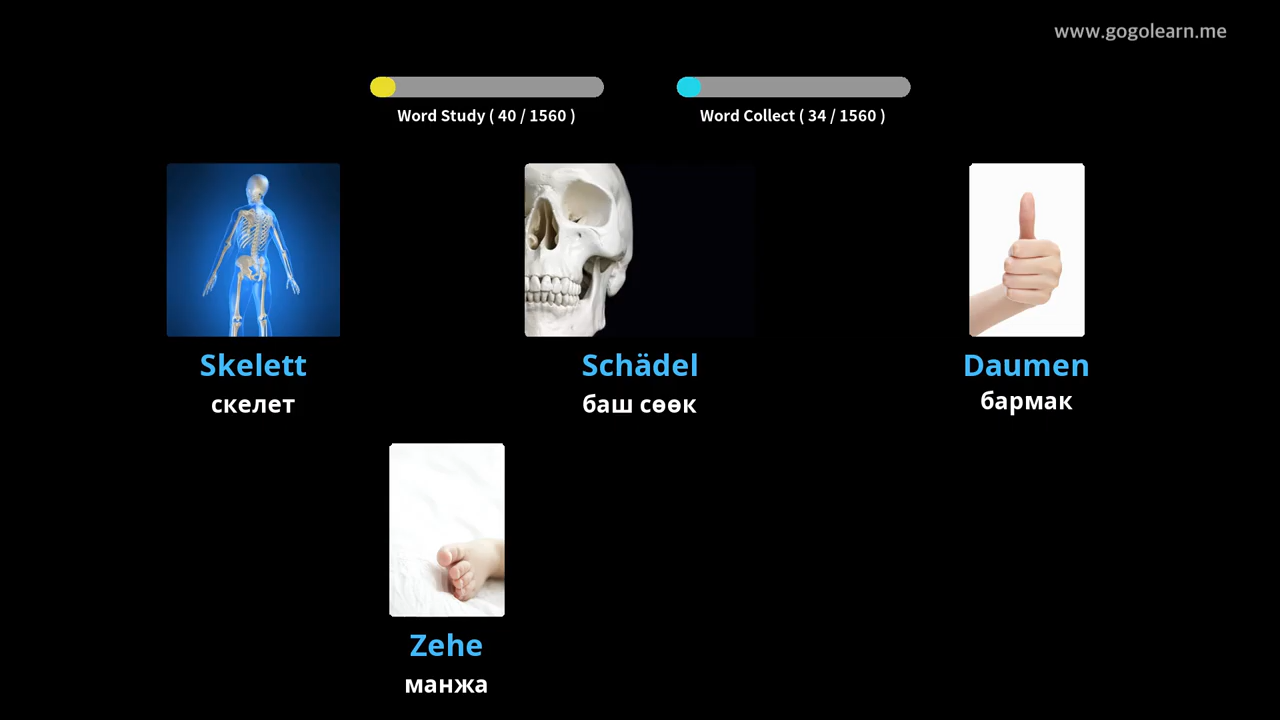 www.gogolearn.me
Word Study ( 40 / 1560 )
Word Collect ( 34 / 1560 )
Skelett
Schädel
Daumen
скелет
баш сөөк
бармак
Zehe
манжа